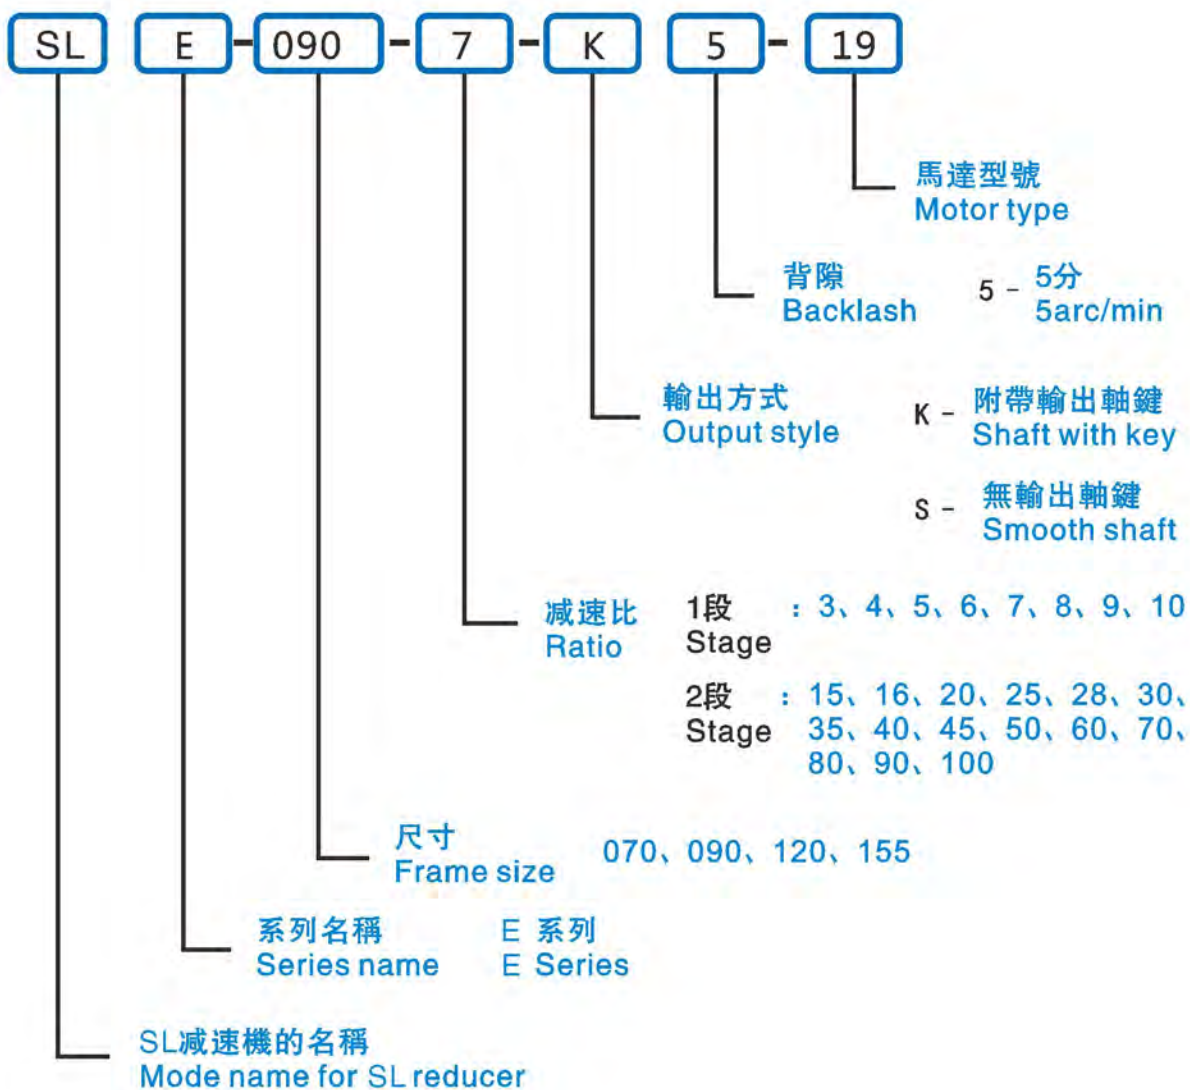 SL E-090-7-K 5-19
馬達型號
Motor type
背隙
Backlash
5 - 5分
5arc/min
輸出方式
Output style
K - 附帶輸出軸鍵
Shaft with key
S - 無輸出軸鍵
Smooth shaft
减速比
Ratio
1段 : 3、4、5、6、7、8、9、10
Stage
2段 : 15、16、20、25、28、30、
Stage 35、40、45、50、60、70、
80、90、100
尺寸
Frame size
070、090、120、155
系列名稱
Series name
E 系列
E Series
SL减速機的名稱
Mode name for SL reducer